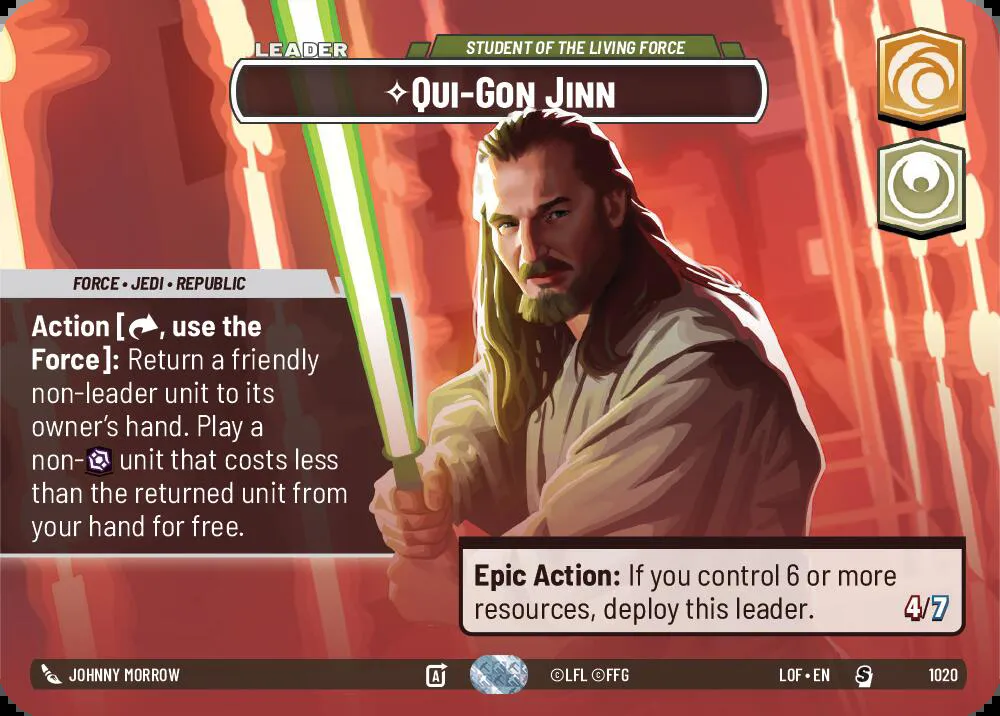 LEADER
STUDENT OF THE LIVING FORCE
QUI-GON JINN
FORCE • JEDI • REPUBLIC
Action [ , use the
Force]: Return a friendly
non-leader unit to its
owner's hand. Play a
non- unit that costs less
than the returned unit from
your hand for free.
Epic Action: If you control 6 or more
resources, deploy this leader.
4/7
JOHNNY MORROW
A
©LFL ©FFG
LOF • EN
S
1020